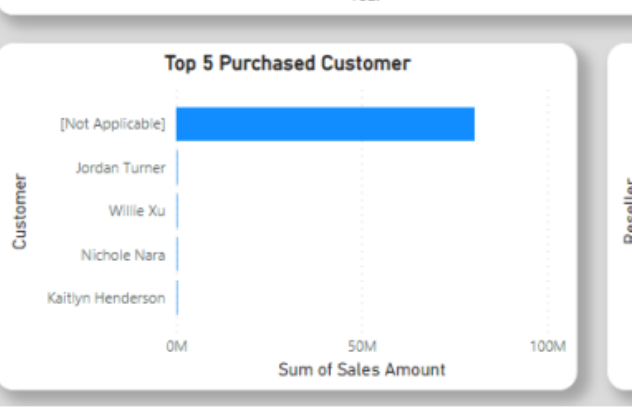 Year
Top 5 Purchased Customer
Customer
[Not Applicable]
Jordan Turner
Willie Xu
Nichole Nara
Kaitlyn Henderson
0M
50M
100M
Sum of Sales Amount
Reseller